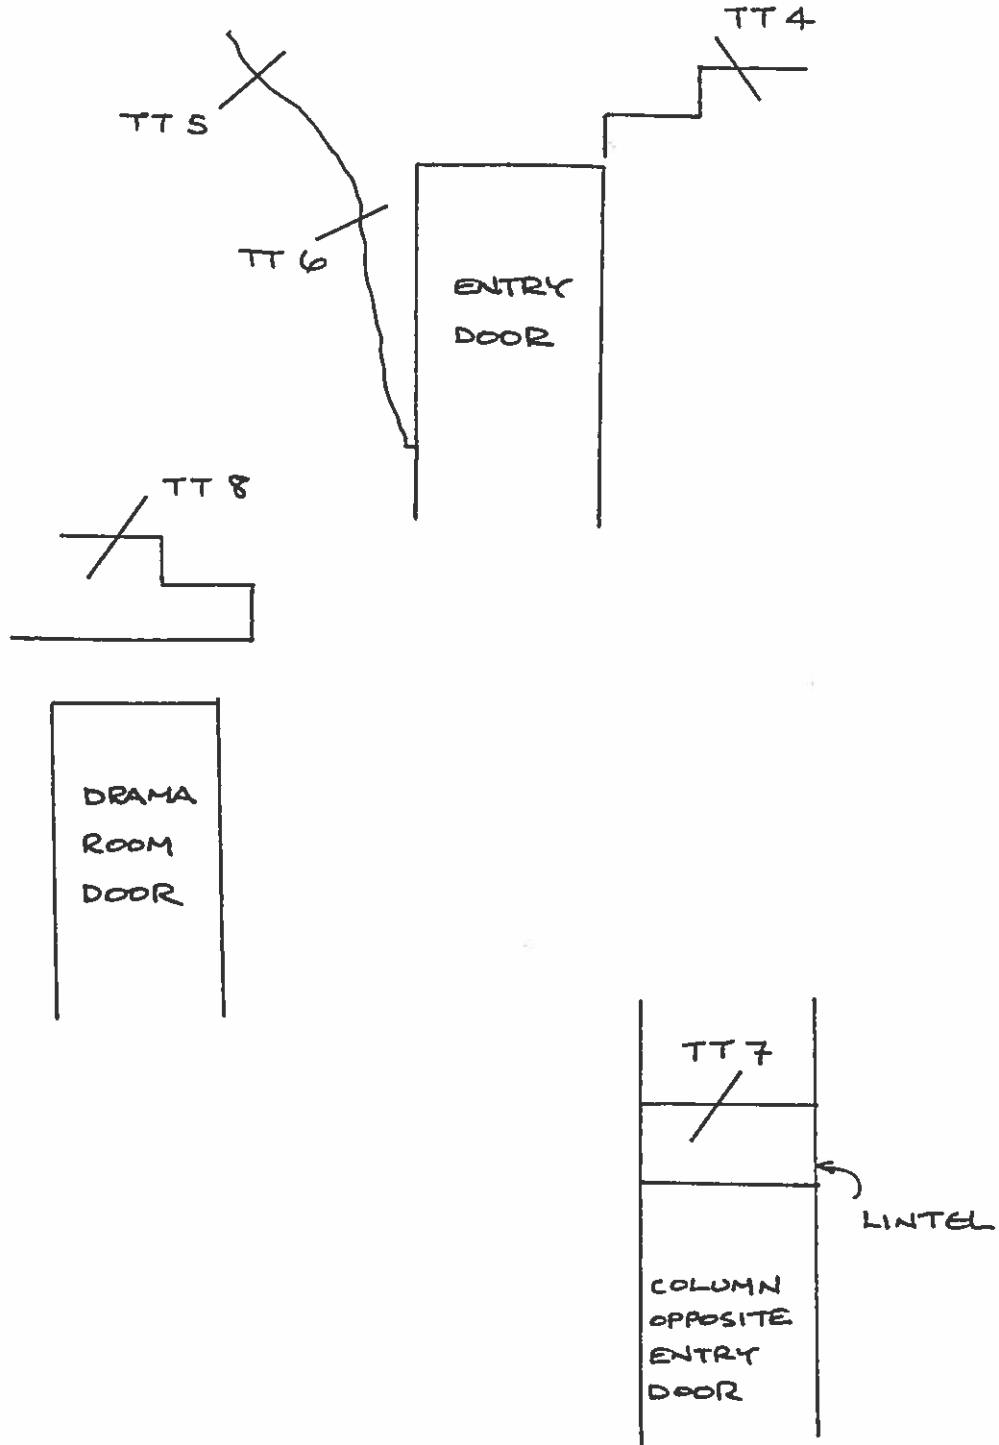 TT 4
TT 5
TT 6
ENTRY
DOOR
TT 8
DRAMA
ROOM
DOOR
TT 7
LINTEL
COLUMN
OPPOSITE
ENTRY
DOOR